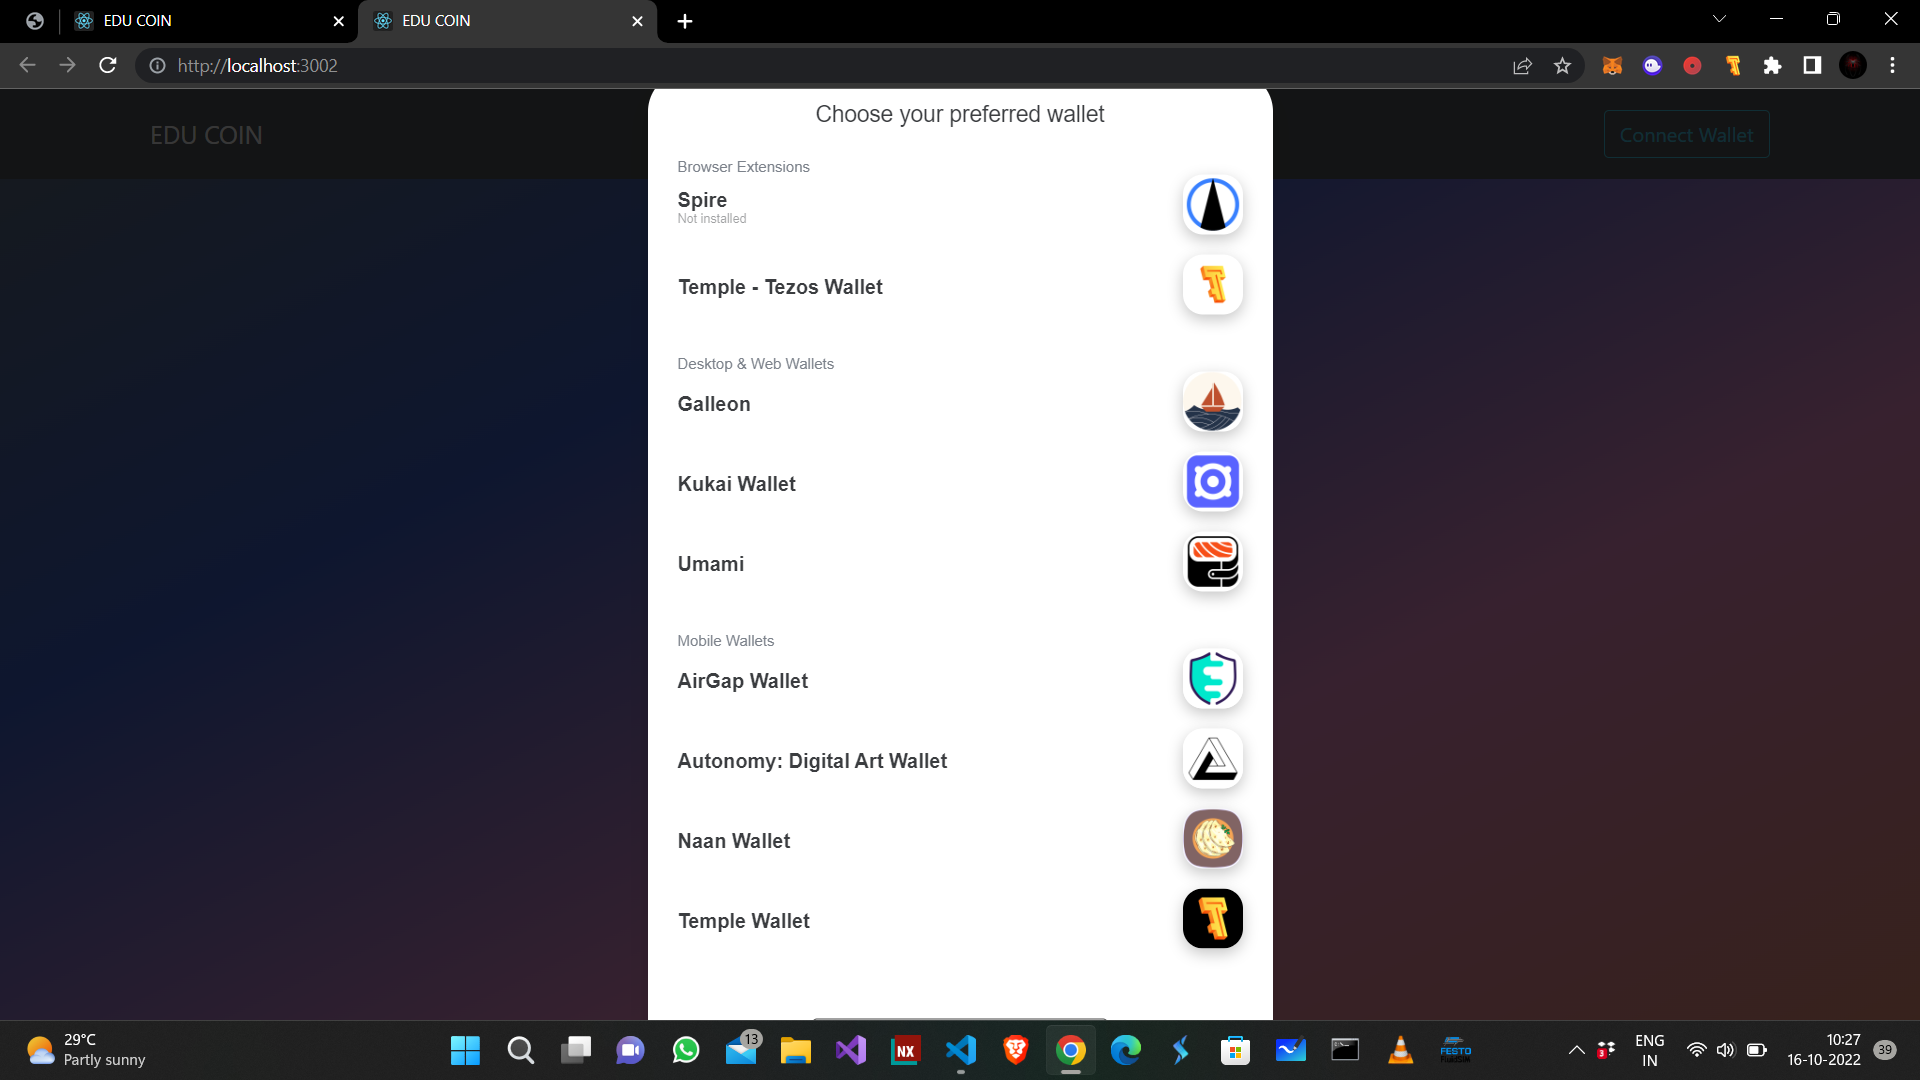 EDU COIN
EDU COIN
http://localhost:3002
EDU COIN
Connect Wallet
Choose your preferred wallet
Browser Extensions
Spire
Not installed
Temple - Tezos Wallet
Desktop & Web Wallets
Galleon
Kukai Wallet
Umami
Mobile Wallets
AirGap Wallet
Autonomy: Digital Art Wallet
Naan Wallet
Temple Wallet
29°C
Partly sunny
13
NX
FESTO
3
ENG
IN
10:27
16-10-2022
39